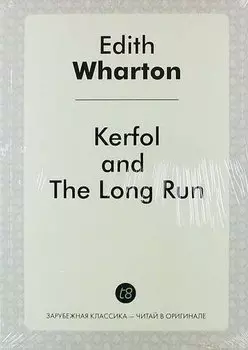 Edith
Wharton
Kerfol
and
The Long Run
t8
ЗАРУБЕЖНАЯ КЛАССИКА — ЧИТАЙ В ОРИГИНАЛЕ